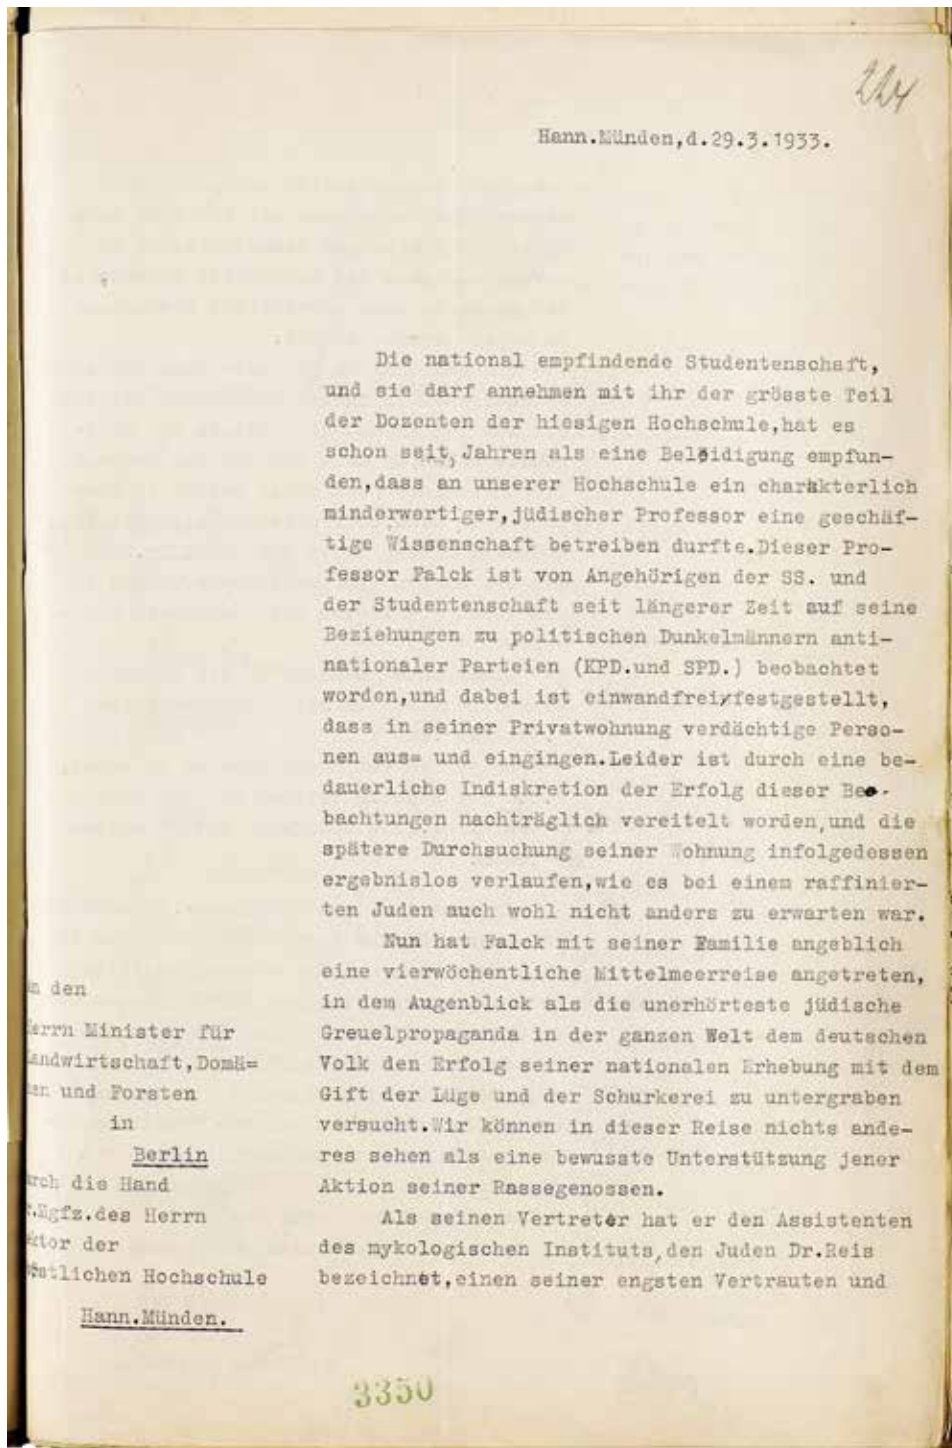 224
Hann.Münden,d.29.3.1933.
Die national empfindende Studentenschaft,
und sie darf annehmen mit ihr der grösste Teil
der Dozenten der hiesigen Hochschule,hat es
schon seit, Jahren als eine Beleidigung empfun-
den,dass an unserer Hochschule ein charakterlich
minderwertiger,jüdischer Professor eine geschäf-
tige Wissenschaft betreiben durfte.Dieser Pro-
fessor Falck ist von Angehörigen der SS. und
der Studentenschaft seit längerer Zeit auf seine
Beziehungen zu politischen Dunkelmännern anti-
nationaler Parteien (KPD.und SPD.) beobachtet
worden,und dabei ist einwandfrei festgestellt,
dass in seiner Privatwohnung verdächtige Perso-
nen aus= und eingingen.Leider ist durch eine be-
dauerliche Indiskretion der Erfolg dieser Beo-
bachtungen nachträglich vereitelt worden,und die
spätere Durchsuchung seiner Wohnung infolgedessen
ergebnislos verlaufen,wie es bei einem raffinier-
ten Juden auch wohl nicht anders zu erwarten war.
Nun hat Falck mit seiner Familie angeblich
eine vierwöchentliche Mittelmeerreise angetreten,
in dem Augenblick als die unerhörteste jüdische
Greuelpropaganda in der ganzen Welt dem deutschen
Volk den Erfolg seiner nationalen Erhebung mit dem
Gift der Lüge und der Schurkerei zu untergraben
versucht.Wir können in dieser Reise nichts ande-
res sehen als eine bewusste Unterstützung jener
Aktion seiner Rassegenossen.
Als seinen Vertreter hat er den Assistenten
des mykologischen Instituts,den Juden Dr.Reis
bezeichnet,einen seiner engsten Vertrauten und
n den
Herrn Minister für
Landwirtschaft,Domä=
nen und Forsten
in
Berlin
urch die Hand
r.Mgfz.des Herrn
ektor der
rstlichen Hochschule
Hann.Münden.
3350